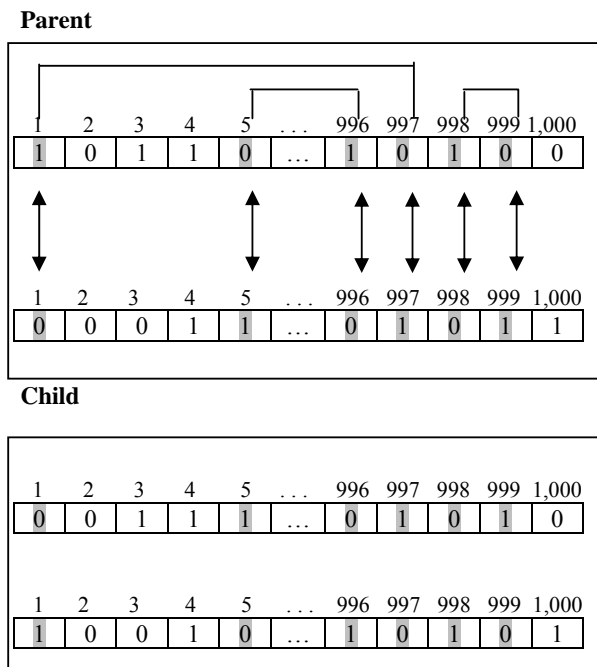 Parent
1 2 3 4 5 . . . 996 997 998 999 1,000
1 0 1 1 0 … 1 0 1 0 0
1 2 3 4 5 . . . 996 997 998 999 1,000
0 0 0 1 1 … 0 1 0 1 1
Child
1 2 3 4 5 . . . 996 997 998 999 1,000
0 0 1 1 1 … 0 1 0 1 0
1 2 3 4 5 . . . 996 997 998 999 1,000
1 0 0 1 0 … 1 0 1 0 1